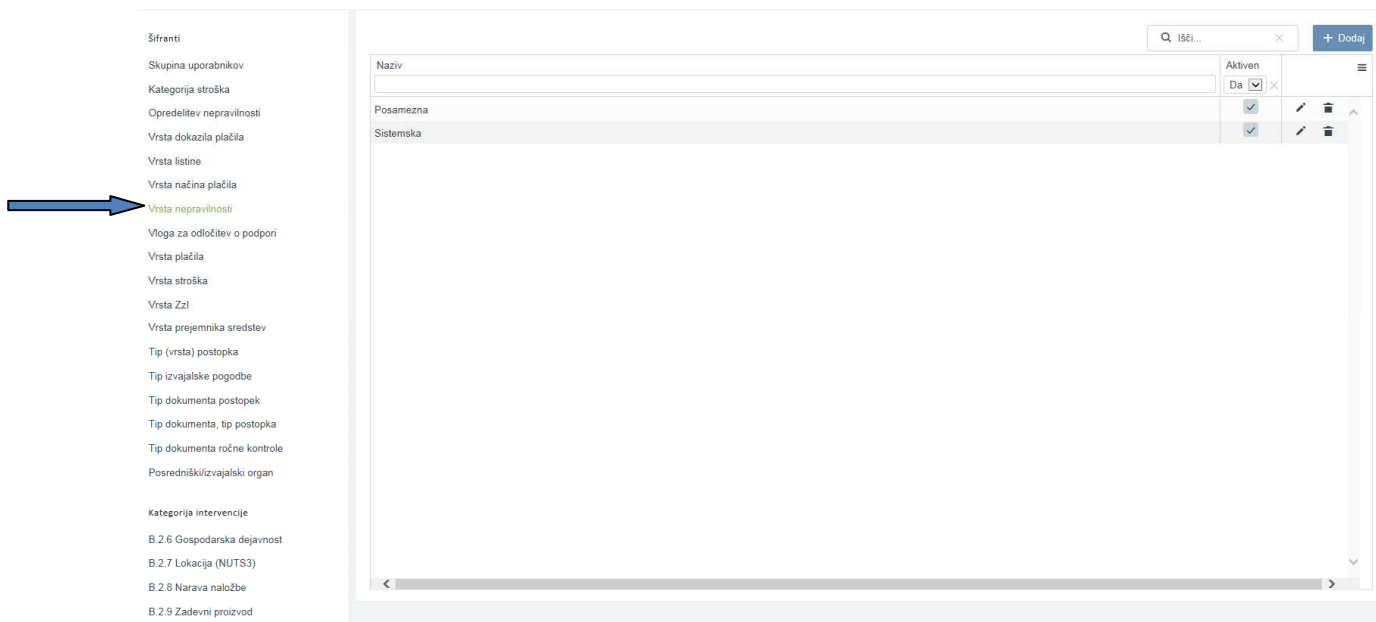 Šifranti
Skupina uporabnikov
Kategorija stroška
Opredelitev nepravilnosti
Vrsta dokazila plačila
Vrsta listine
Vrsta načina plačila
Vrsta nepravilnosti
Vloga za odločitev o podpori
Vrsta plačila
Vrsta stroška
Vrsta ZzI
Vrsta prejemnika sredstev
Tip (vrsta) postopka
Tip izvajalske pogodbe
Tip dokumenta postopek
Tip dokumenta, tip postopka
Tip dokumenta ročne kontrole
Posredniški/izvajalski organ
Kategorija intervencije
B.2.6 Gospodarska dejavnost
B.2.7 Lokacija (NUTS3)
B.2.8 Narava naložbe
B.2.9 Zadevni proizvod
Išči...
+ Dodaj
Naziv
Aktiven
Da
Posamezna
Sistemska